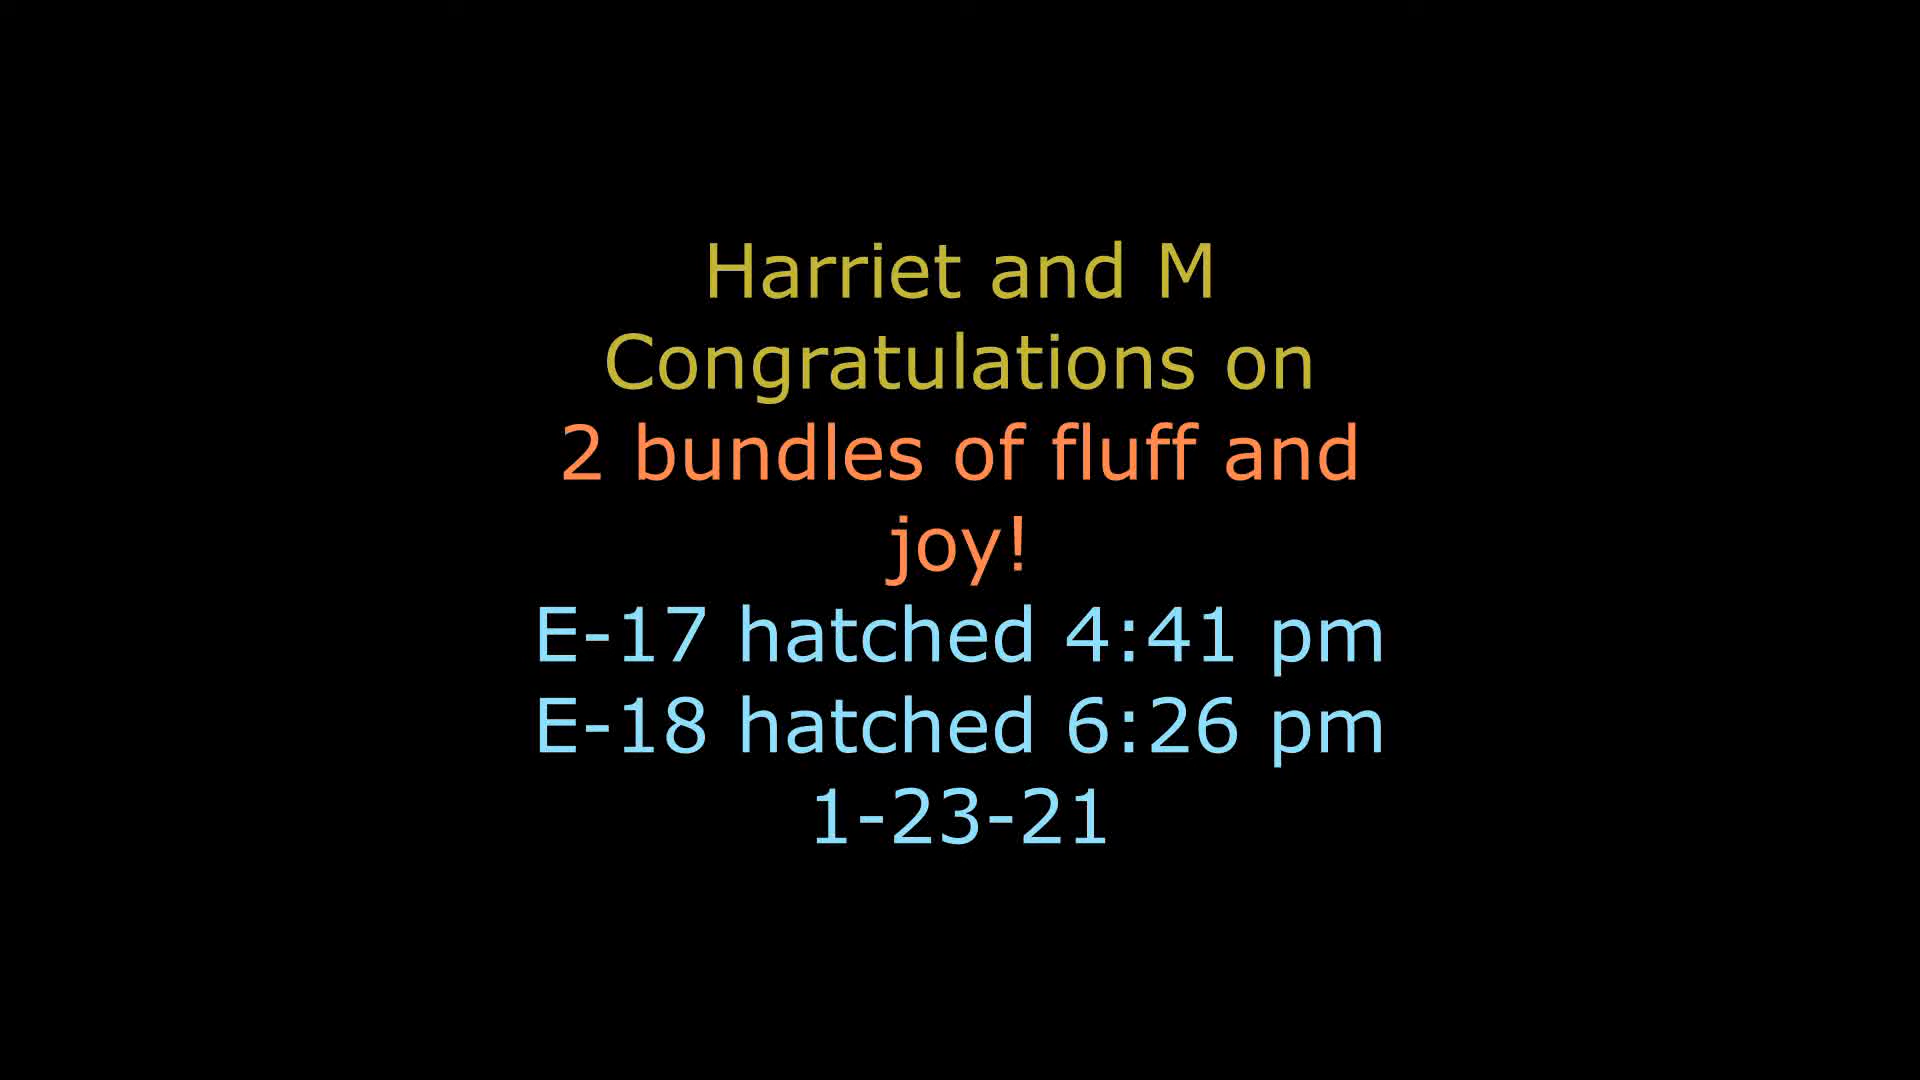 Harriet and M
Congratulations on
2 bundles of fluff and
joy!
E-17 hatched 4:41 pm
E-18 hatched 6:26 pm
1-23-21